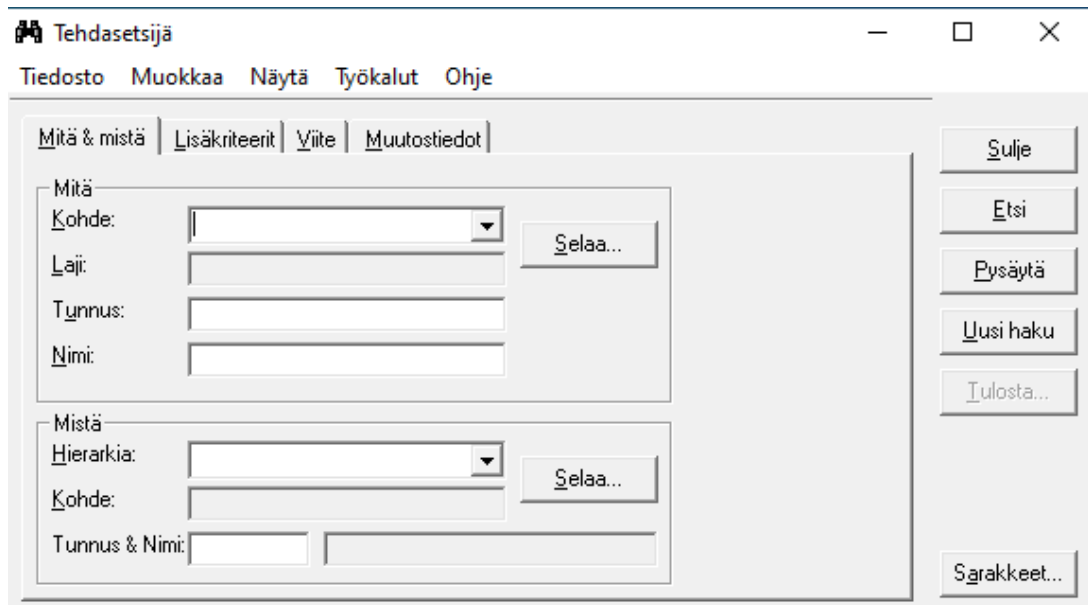 Tehdasetsijä
Tiedosto Muokkaa Näytä Työkalut Ohje
Mitä & mistä Lisäkriteerit Viite Muutostiedot
Mitä
Kohde:
Selaa...
Laji:
Tunnus:
Nimi:
Mistä
Hierarkia:
Selaa...
Kohde:
Tunnus & Nimi:
Sulje
Etsi
Pysäytä
Uusi haku
Tulosta...
Sarakkeet...